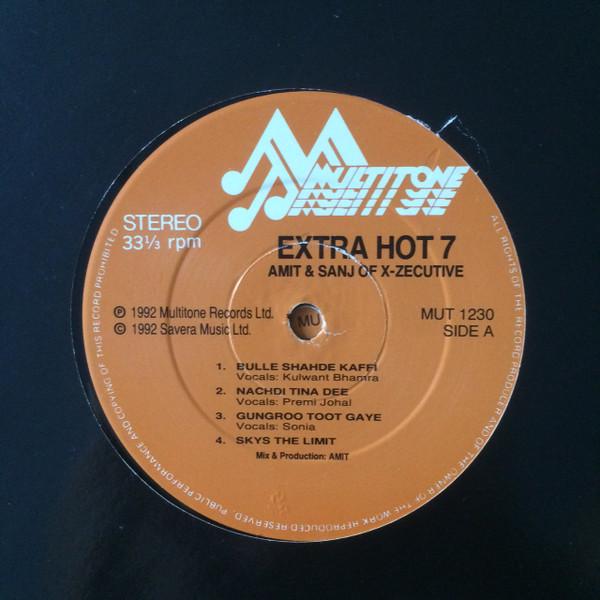 MULTITONE
STEREO
33⅓ rpm
EXTRA HOT 7
AMIT & SANJ OF X-ZECUTIVE
℗ 1992 Multitone Records Ltd.
© 1992 Savera Music Ltd.
MUT 1230
SIDE A
MU
1. BULLE SHAHDE KAFFI
Vocals: Kulwant Bhamra
2. NACHDI TINA DEE
Vocals: Premi Johal
3. GUNGROO TOOT GAYE
Vocals: Sonia
4. SKYS THE LIMIT
Mix & Production: AMIT
ALL RIGHTS OF THE RECORD PRODUCER AND OF THE OWNER OF THE WORK REPRODUCED RESERVED. PUBLIC PERFORMANCE AND COPYING OF THIS RECORD PROHIBITED